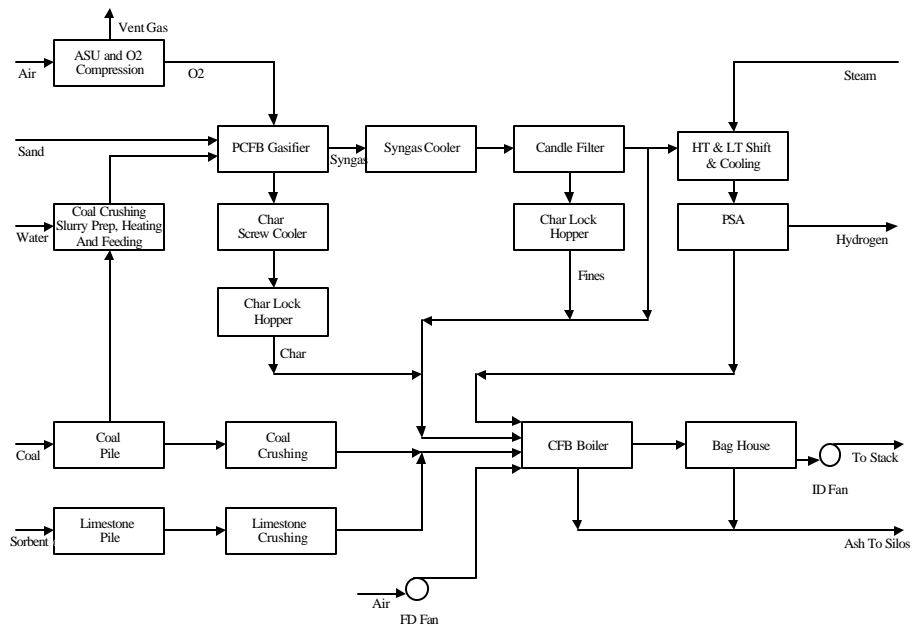 Vent Gas
ASU and O2
Compression
Air
O2
Steam
Sand
PCFB Gasifier
Syngas
Syngas Cooler
Candle Filter
HT & LT Shift
& Cooling
Coal Crushing
Slurry Prep, Heating
And Feeding
Water
Char
Screw Cooler
Char Lock
Hopper
PSA
Hydrogen
Fines
Char Lock
Hopper
Char
Coal
Coal
Pile
Coal
Crushing
CFB Boiler
Bag House
To Stack
ID Fan
Sorbent
Limestone
Pile
Limestone
Crushing
Ash To Silos
Air
FD Fan